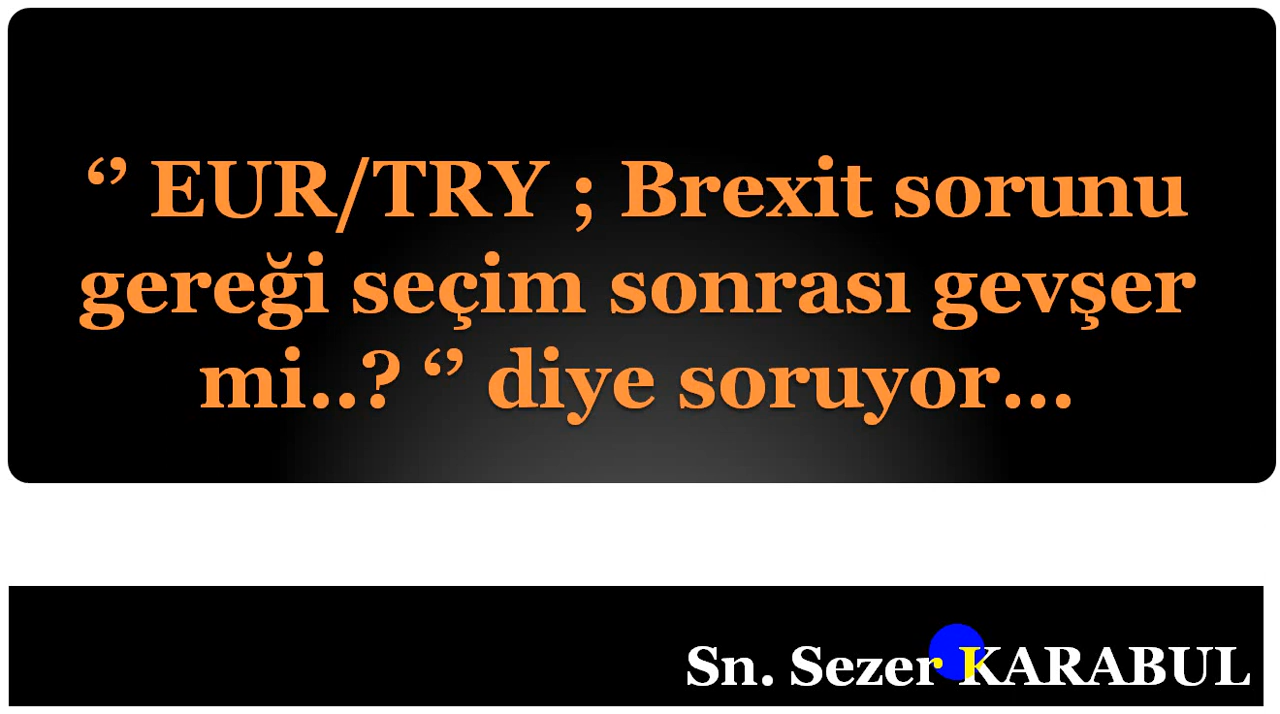 ‘’ EUR/TRY ; Brexit sorunu
gereği seçim sonrası gevşer
mi..? ‘’ diye soruyor...
Sn. Sezer KARABUL